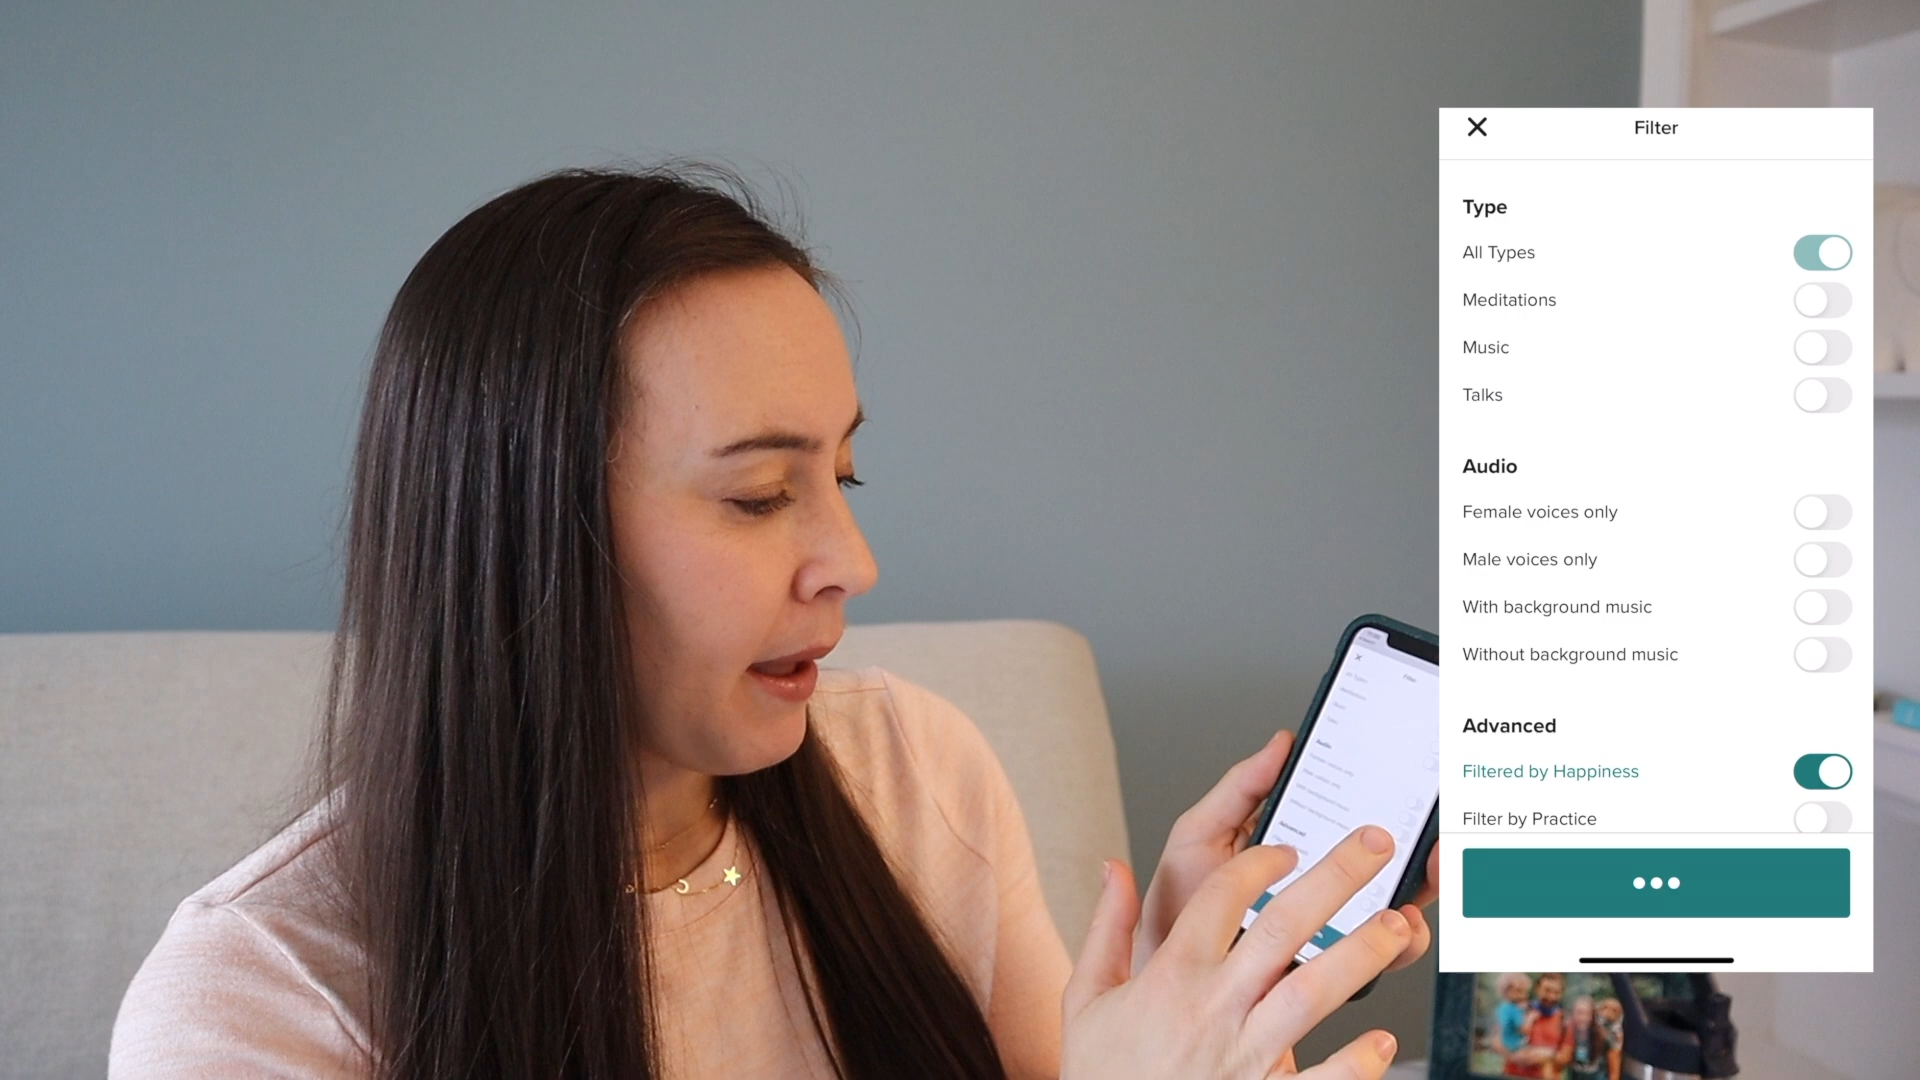 Filter
Type
All Types
Meditations
Music
Talks
Audio
Female voices only
Male voices only
With background music
Without background music
Advanced
Filtered by Happiness
Filter by Practice